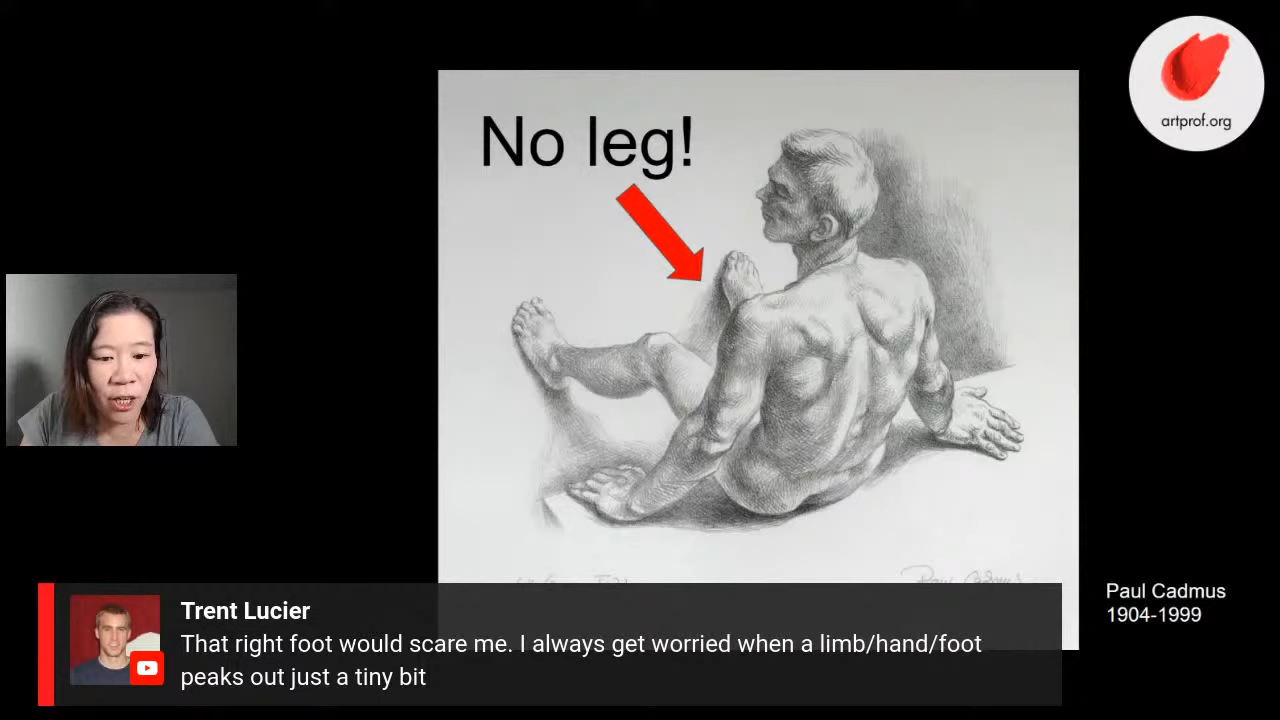 artprof.org
No leg!
Paul Cadmus
1904-1999
Trent Lucier
That right foot would scare me. I always get worried when a limb/hand/foot
peaks out just a tiny bit